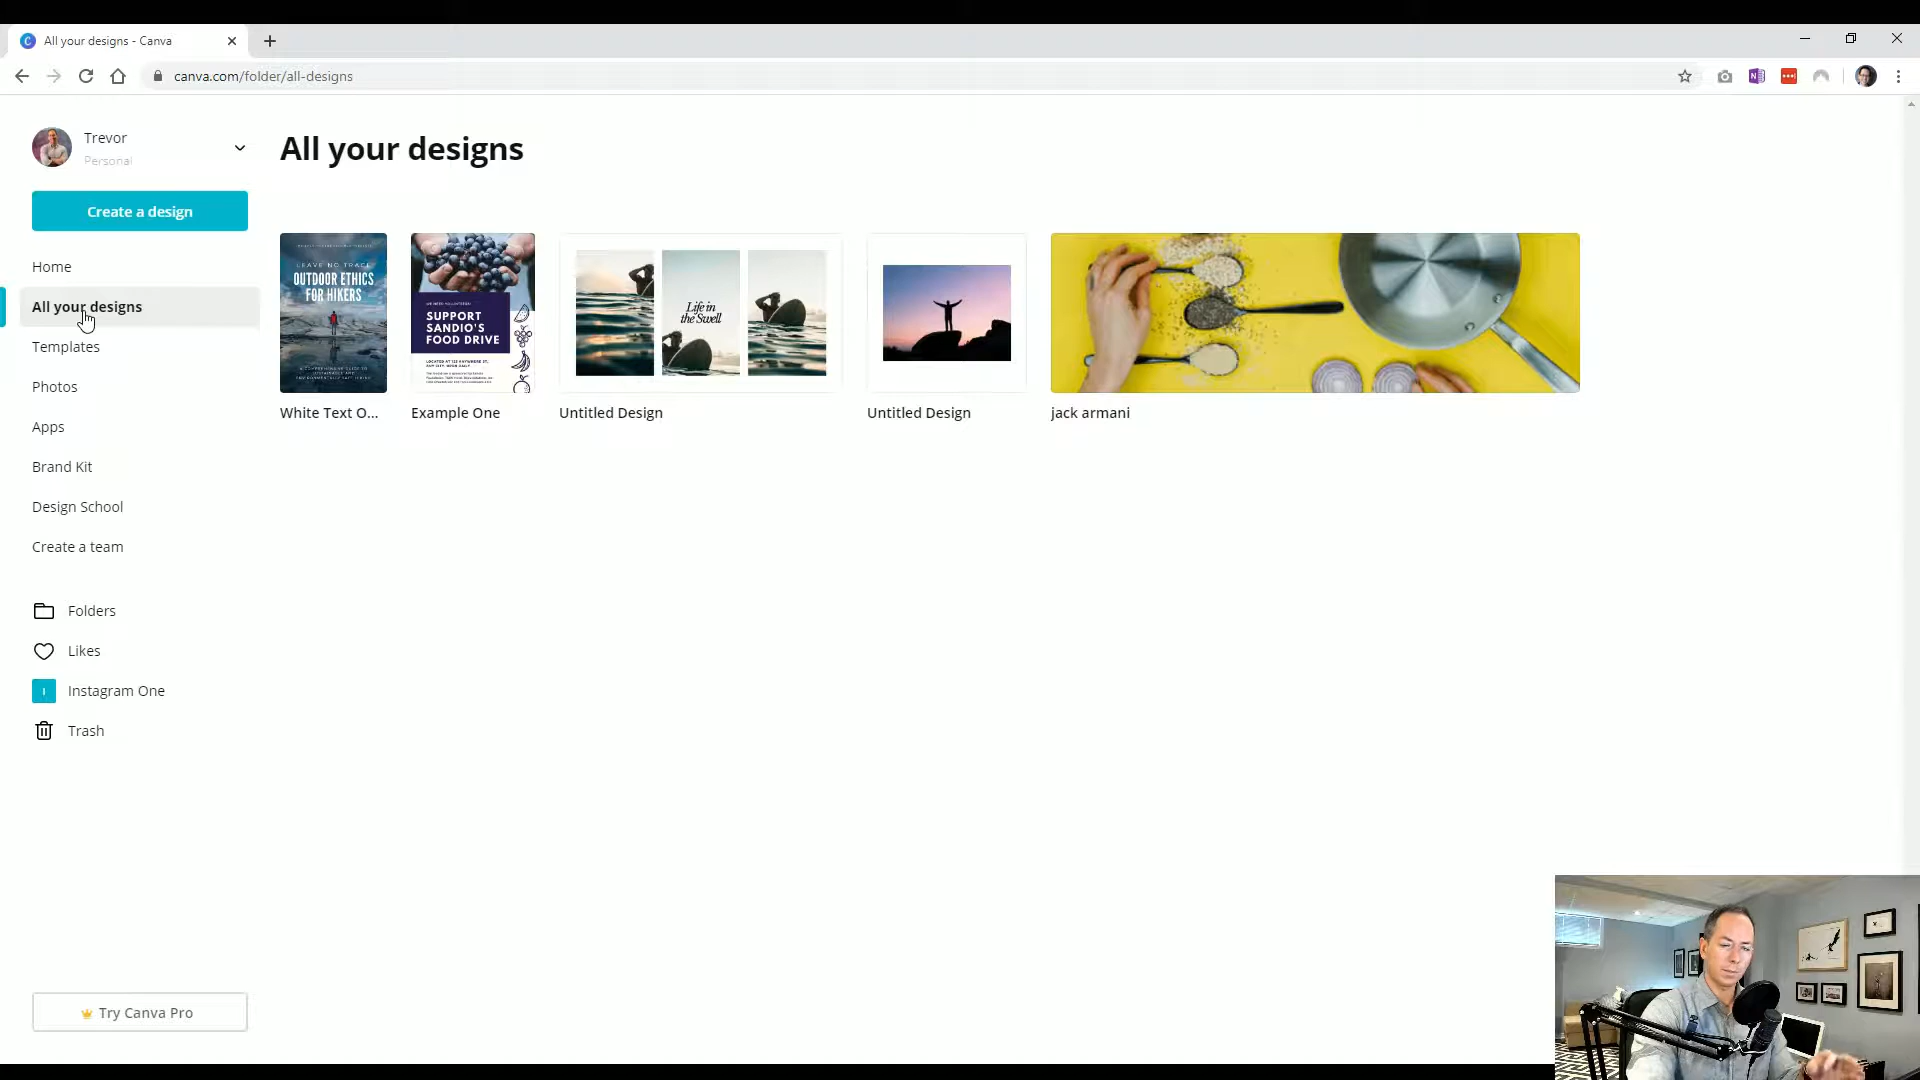 All your designs - Canva
canva.com/folder/all-designs
Trevor
Personal
Create a design
Home
All your designs
Templates
Photos
Apps
Brand Kit
Design School
Create a team
Folders
Likes
Instagram One
Trash
Try Canva Pro
All your designs
LEAVE NO TRACE
OUTDOOR ETHICS
FOR HIKERS
White Text O...
WE NEED VOLUNTEERS!
SUPPORT
SANDIO'S
FOOD DRIVE
Example One
Life in
the Swell
Untitled Design
Untitled Design
jack armani